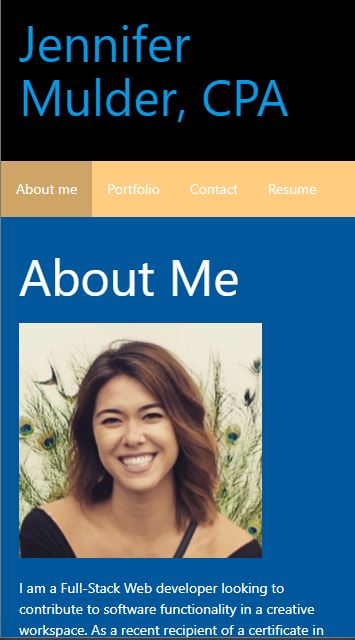 Jennifer
Mulder, CPA
About me Portfolio Contact Resume
About Me
I am a Full-Stack Web developer looking to
contribute to software functionality in a creative
workspace. As a recent recipient of a certificate in